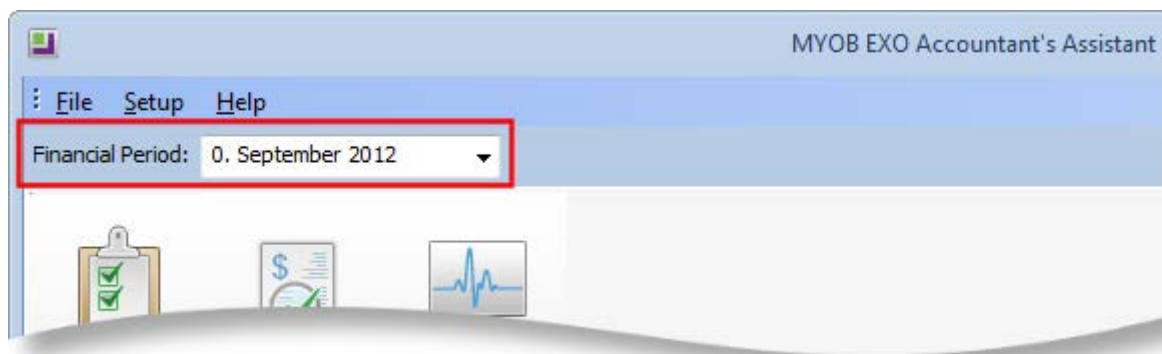 MYOB EXO Accountant's Assistant
File Setup Help
Financial Period: 0. September 2012
$